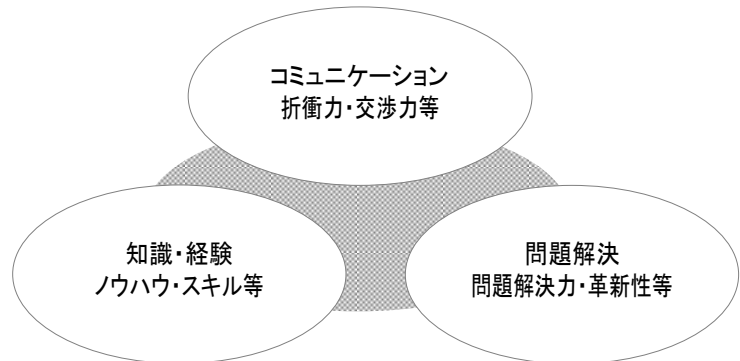 コミュニケーション
折衝力・交渉力等
知識・経験
ノウハウ・スキル等
問題解決
問題解決力・革新性等